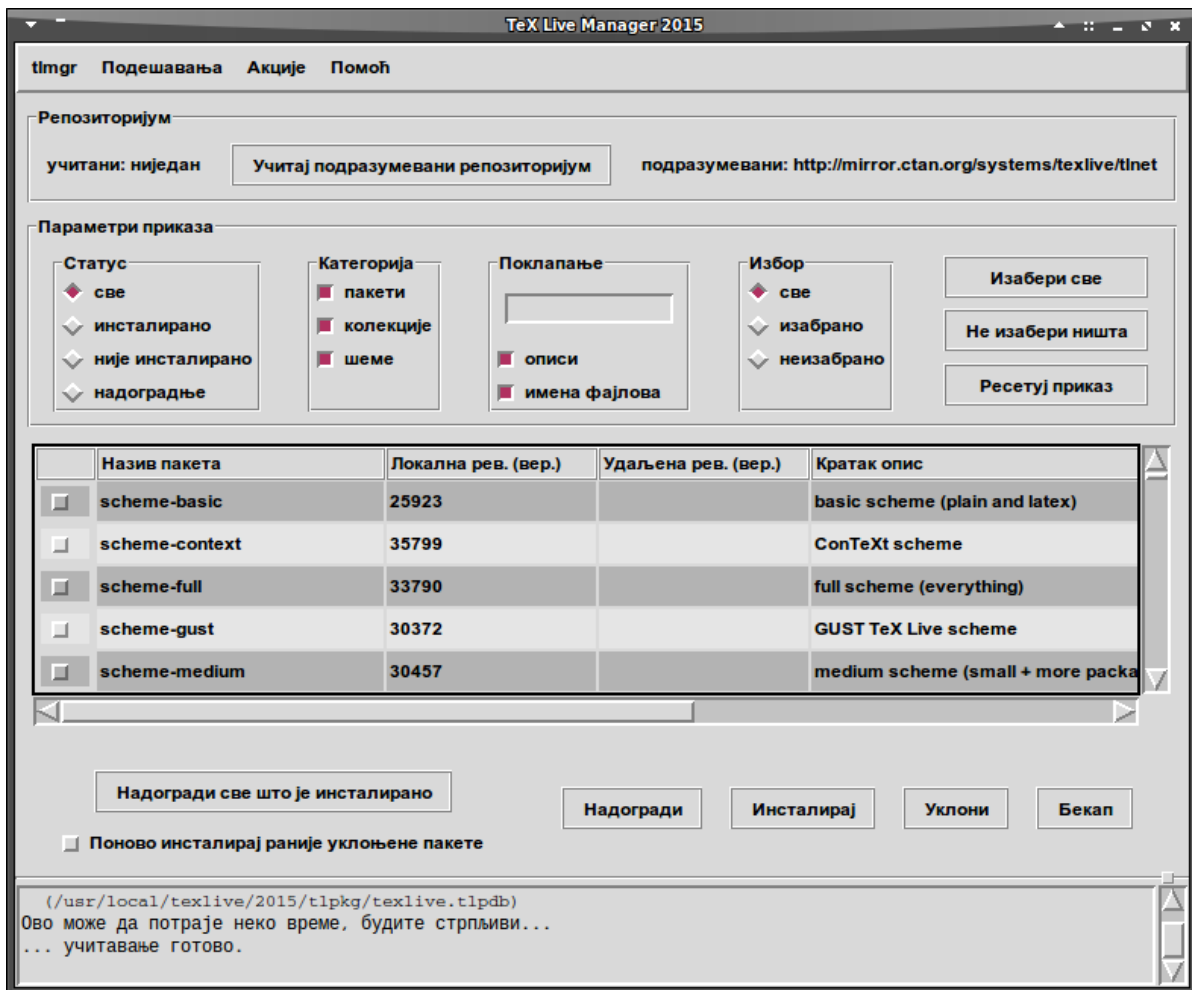 TeX Live Manager 2015
tlmgr Подешавања Акције Помоћ
Репозиторијум
учитани: ниједан Учитај подразумевани репозиторијум подразумевани: http://mirror.ctan.org/systems/texlive/tlnet
Параметри приказа
Статус Категорија Поклапање Избор
све пакети све Изабери све
инсталирано колекције изабрано Не изабери ништа
није инсталирано шеме описи неизабрано
надоградње имена фајлова Ресетуј приказ
Назив пакета Локална рев. (вер.) Удаљена рев. (вер.) Кратак опис
scheme-basic 25923 basic scheme (plain and latex)
scheme-context 35799 ConTeXt scheme
scheme-full 33790 full scheme (everything)
scheme-gust 30372 GUST TeX Live scheme
scheme-medium 30457 medium scheme (small + more packa
Надогради све што је инсталирано Надогради Инсталирај Уклони Бекап
Поново инсталирај раније уклоњене пакете
(/usr/local/texlive/2015/tlpkg/texlive.tlpdb)
Ово може да потраје неко време, будите стрпљиви...
... учитавање готово.